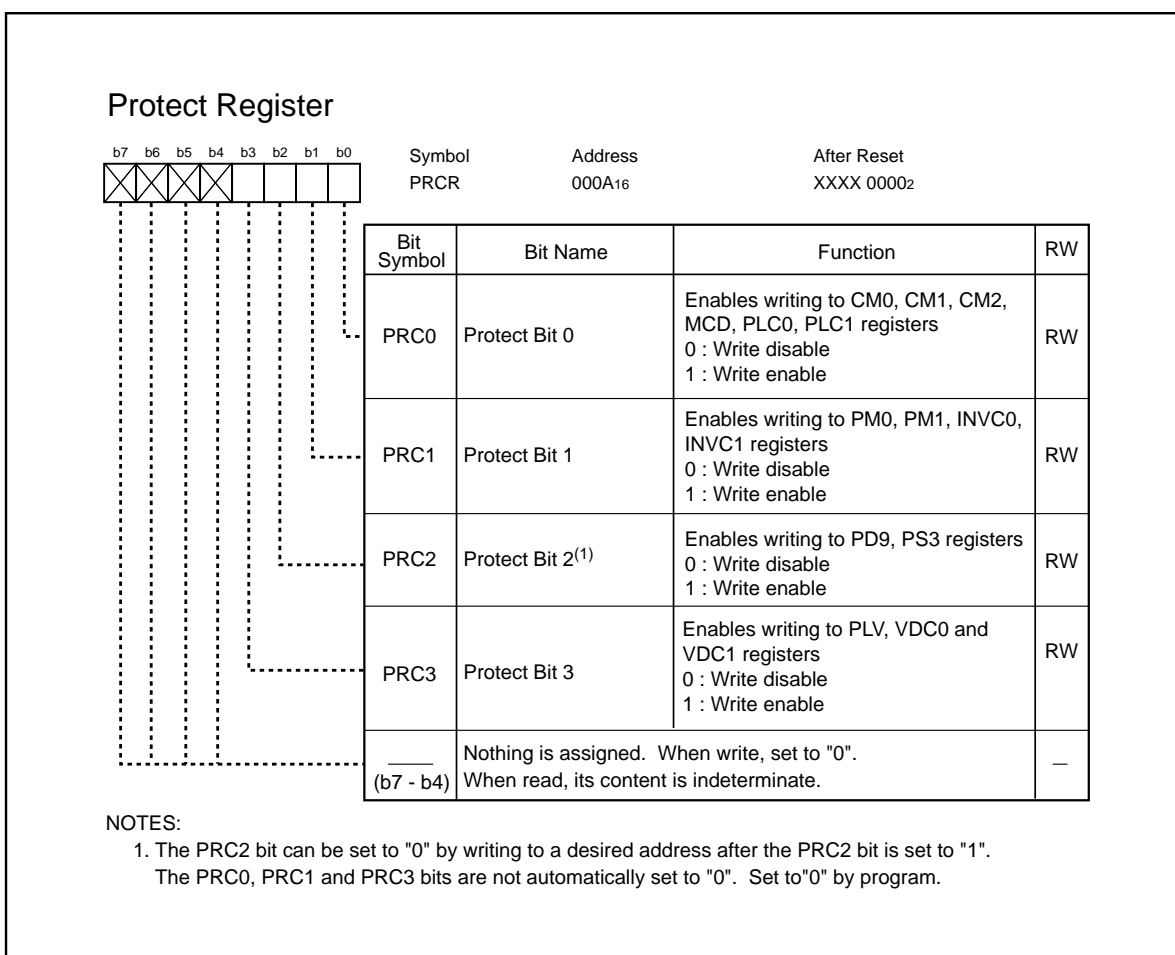 Protect Register
b7 b6 b5 b4 b3 b2 b1 b0
Symbol Address After Reset
PRCR 000A16 XXXX 00002
Bit Symbol Bit Name Function RW
PRC0 Protect Bit 0 RW
Enables writing to CM0, CM1, CM2,
MCD, PLC0, PLC1 registers
0 : Write disable
1 : Write enable
PRC1 Protect Bit 1 RW
Enables writing to PM0, PM1, INVC0,
INVC1 registers
0 : Write disable
1 : Write enable
PRC2 Protect Bit 2(1) RW
Enables writing to PD9, PS3 registers
0 : Write disable
1 : Write enable
PRC3 Protect Bit 3 RW
Enables writing to PLV, VDC0 and
VDC1 registers
0 : Write disable
1 : Write enable
(b7 - b4)
Nothing is assigned. When write, set to "0".
When read, its content is indeterminate.
—
NOTES:
1. The PRC2 bit can be set to "0" by writing to a desired address after the PRC2 bit is set to "1".
The PRC0, PRC1 and PRC3 bits are not automatically set to "0". Set to"0" by program.